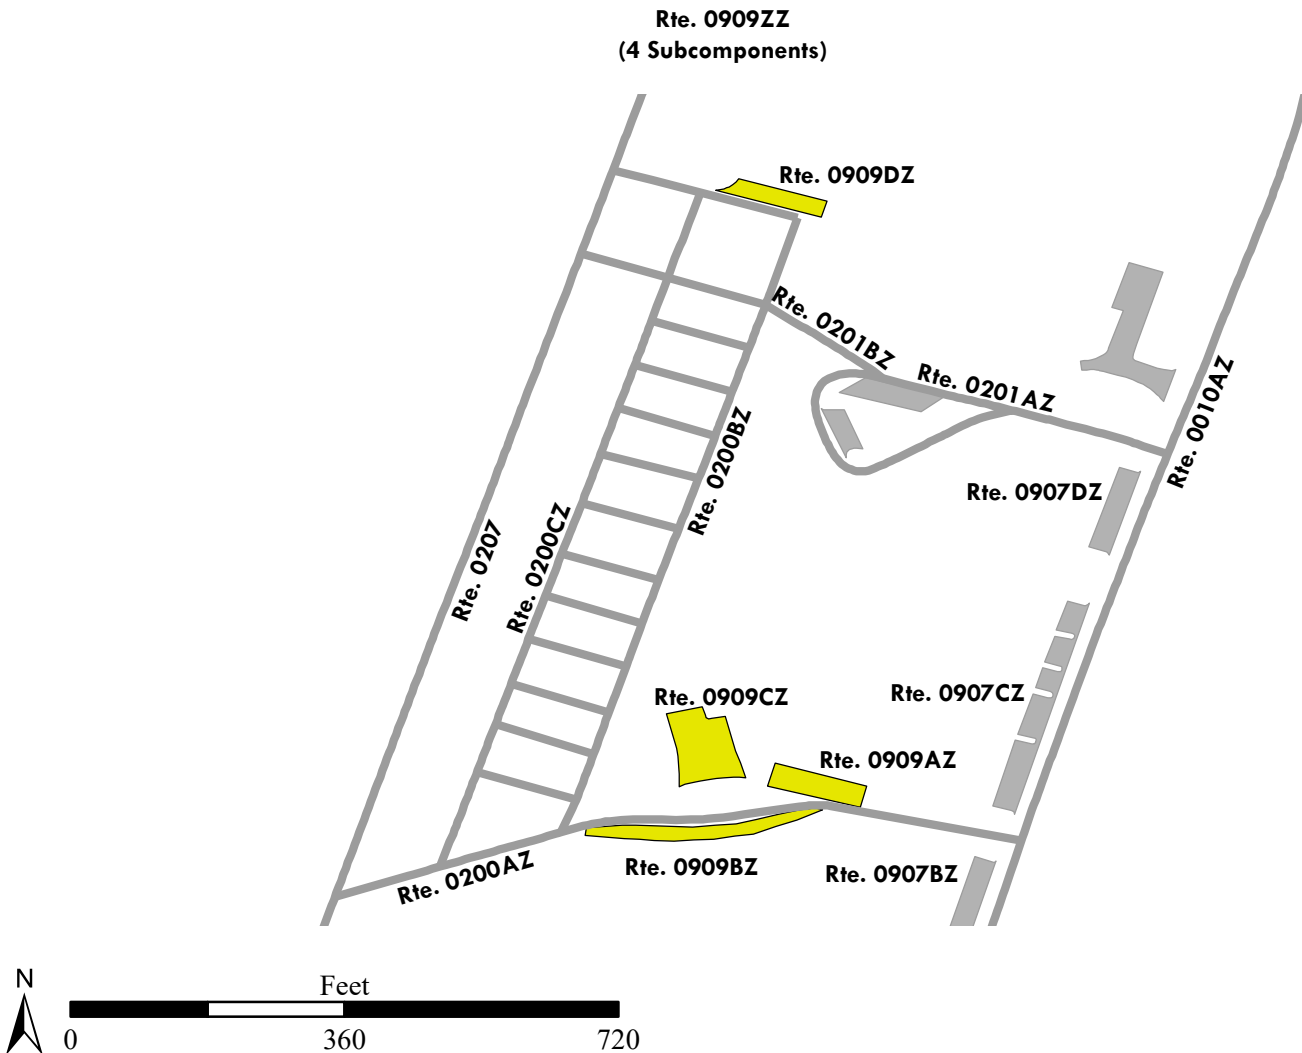 Rte. 0909ZZ
(4 Subcomponents)
Rte. 0909DZ
Rte. 0201BZ
Rte. 0201AZ
Rte. 0010AZ
Rte. 0200BZ
Rte. 0907DZ
Rte. 0200CZ
Rte. 0207
Rte. 0909CZ
Rte. 0907CZ
Rte. 0909AZ
Rte. 0909BZ
Rte. 0907BZ
Rte. 0200AZ
N
Feet
0 360 720